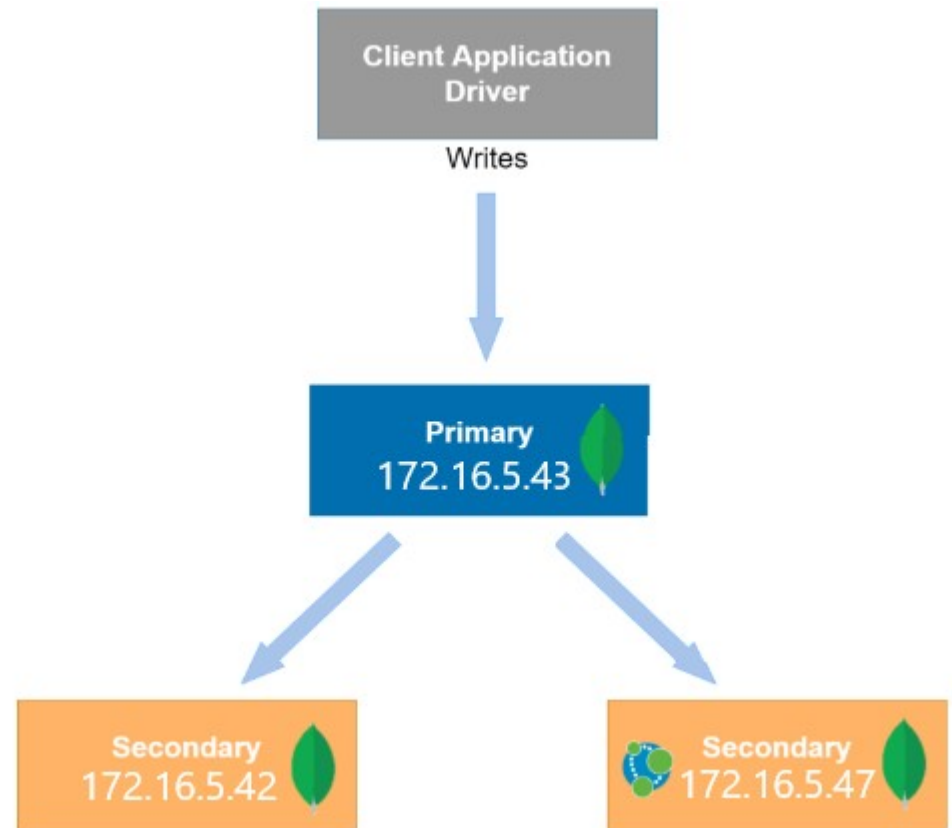 Client Application
Driver
Writes
Primary
172.16.5.43
Secondary
172.16.5.42
Secondary
172.16.5.47